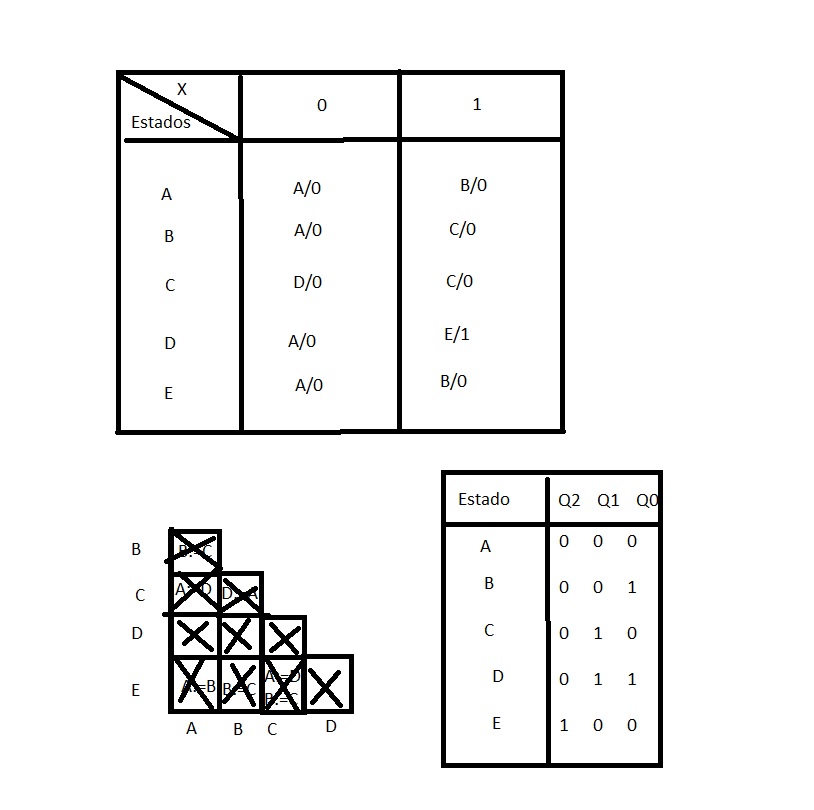 X 0 1
Estados
A A/0 B/0
B A/0 C/0
C D/0 C/0
D A/0 E/1
E A/0 B/0
Estado Q2 Q1 Q0
A 0 0 0
B 0 0 1
C 0 1 0
D 0 1 1
E 1 0 0
B B!=C
C
D
E A!=B B!=C A!=D
B!=C
A B C D